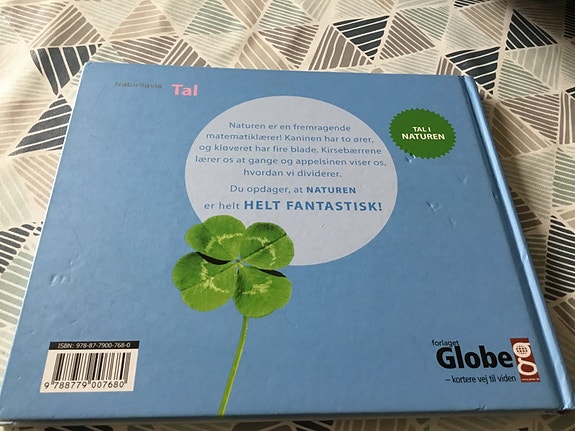 Naturligvis Tal
TAL I
NATUREN
Naturen er en fremragende
matematiklærer! Kaninen har to ører,
og kløveret har fire blade. Kirsebærrene
lærer os at gange og appelsinen viser os,
hvordan vi dividerer.
Du opdager, at NATUREN
er helt HELT FANTASTISK!
ISBN: 978-87-7900-768-0
9 788779 007680
forlaget
Globe
g
– kortere vej til viden